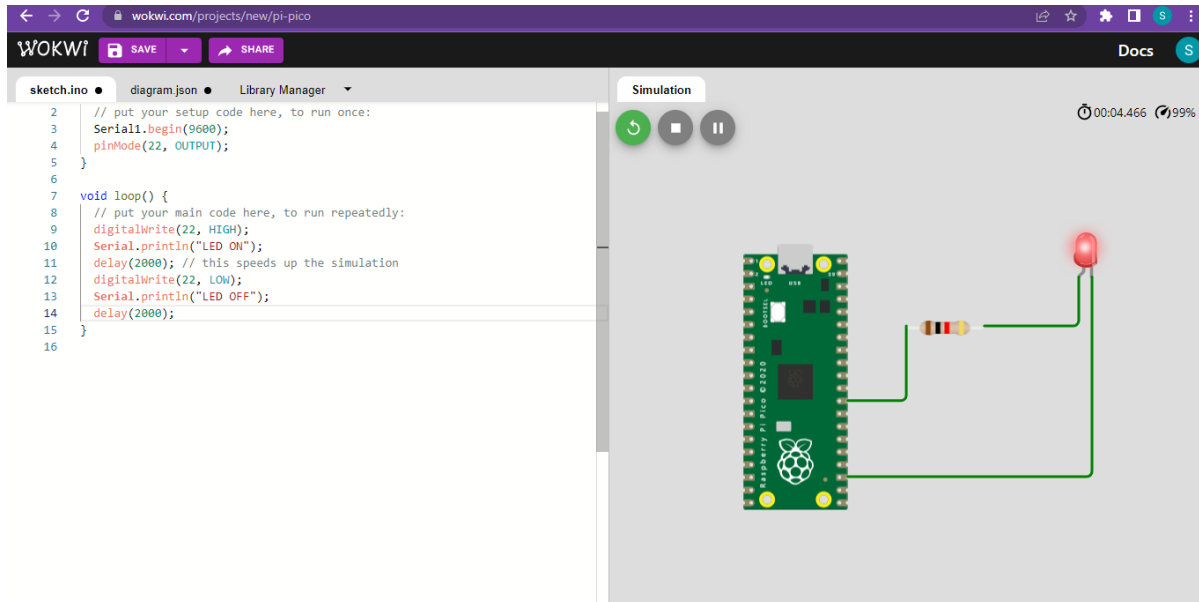 wokwi.com/projects/new/pi-pico
S
WOKWi SAVE SHARE Docs S
sketch.ino ● diagram.json ● Library Manager
Simulation
00:04.466 99%
2 // put your setup code here, to run once:
3 Serial1.begin(9600);
4 pinMode(22, OUTPUT);
5 }
6
7 void loop() {
8 // put your main code here, to run repeatedly:
9 digitalWrite(22, HIGH);
10 Serial.println("LED ON");
11 delay(2000); // this speeds up the simulation
12 digitalWrite(22, LOW);
13 Serial.println("LED OFF");
14 delay(2000);
15 }
16
LED USB
BOOTSEL
Raspberry Pi Pico ©2020